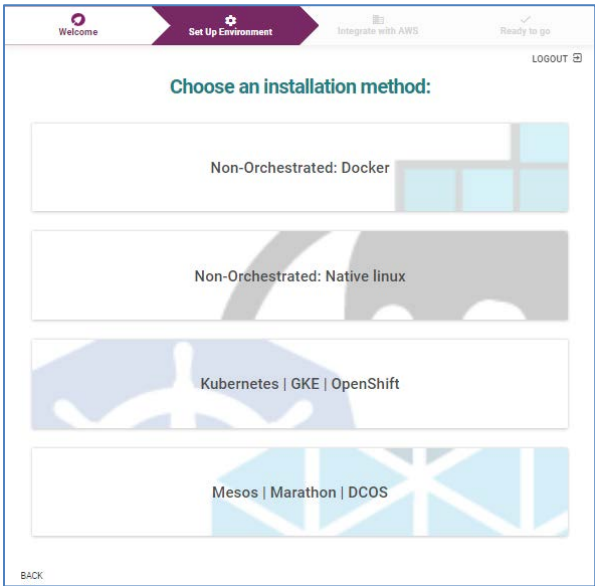 Welcome
Set Up Environment
Integrate with AWS
Ready to go
LOGOUT
Choose an installation method:
Non-Orchestrated: Docker
Non-Orchestrated: Native linux
Kubernetes | GKE | OpenShift
Mesos | Marathon | DCOS
BACK